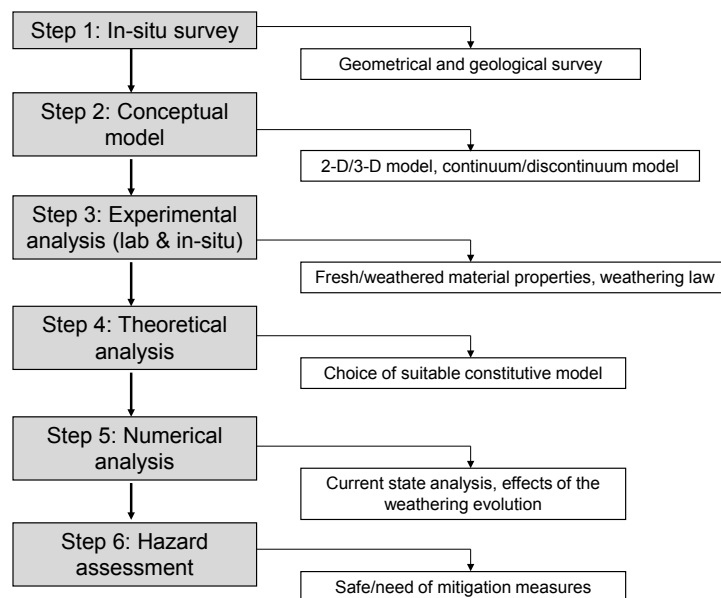 Step 1: In-situ survey
Geometrical and geological survey
Step 2: Conceptual
model
2-D/3-D model, continuum/discontinuum model
Step 3: Experimental
analysis (lab & in-situ)
Fresh/weathered material properties, weathering law
Step 4: Theoretical
analysis
Choice of suitable constitutive model
Step 5: Numerical
analysis
Current state analysis, effects of the
weathering evolution
Step 6: Hazard
assessment
Safe/need of mitigation measures